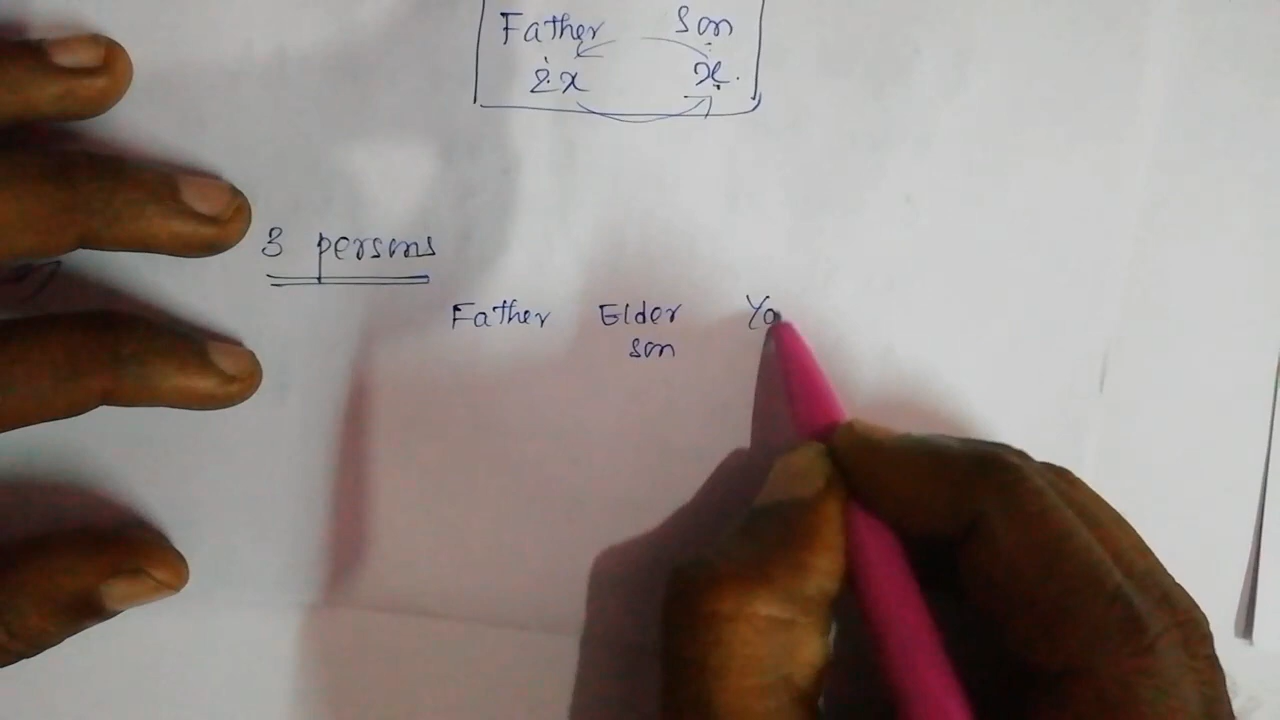 Father Son
2x x
3 persons
Father Elder Yo
son